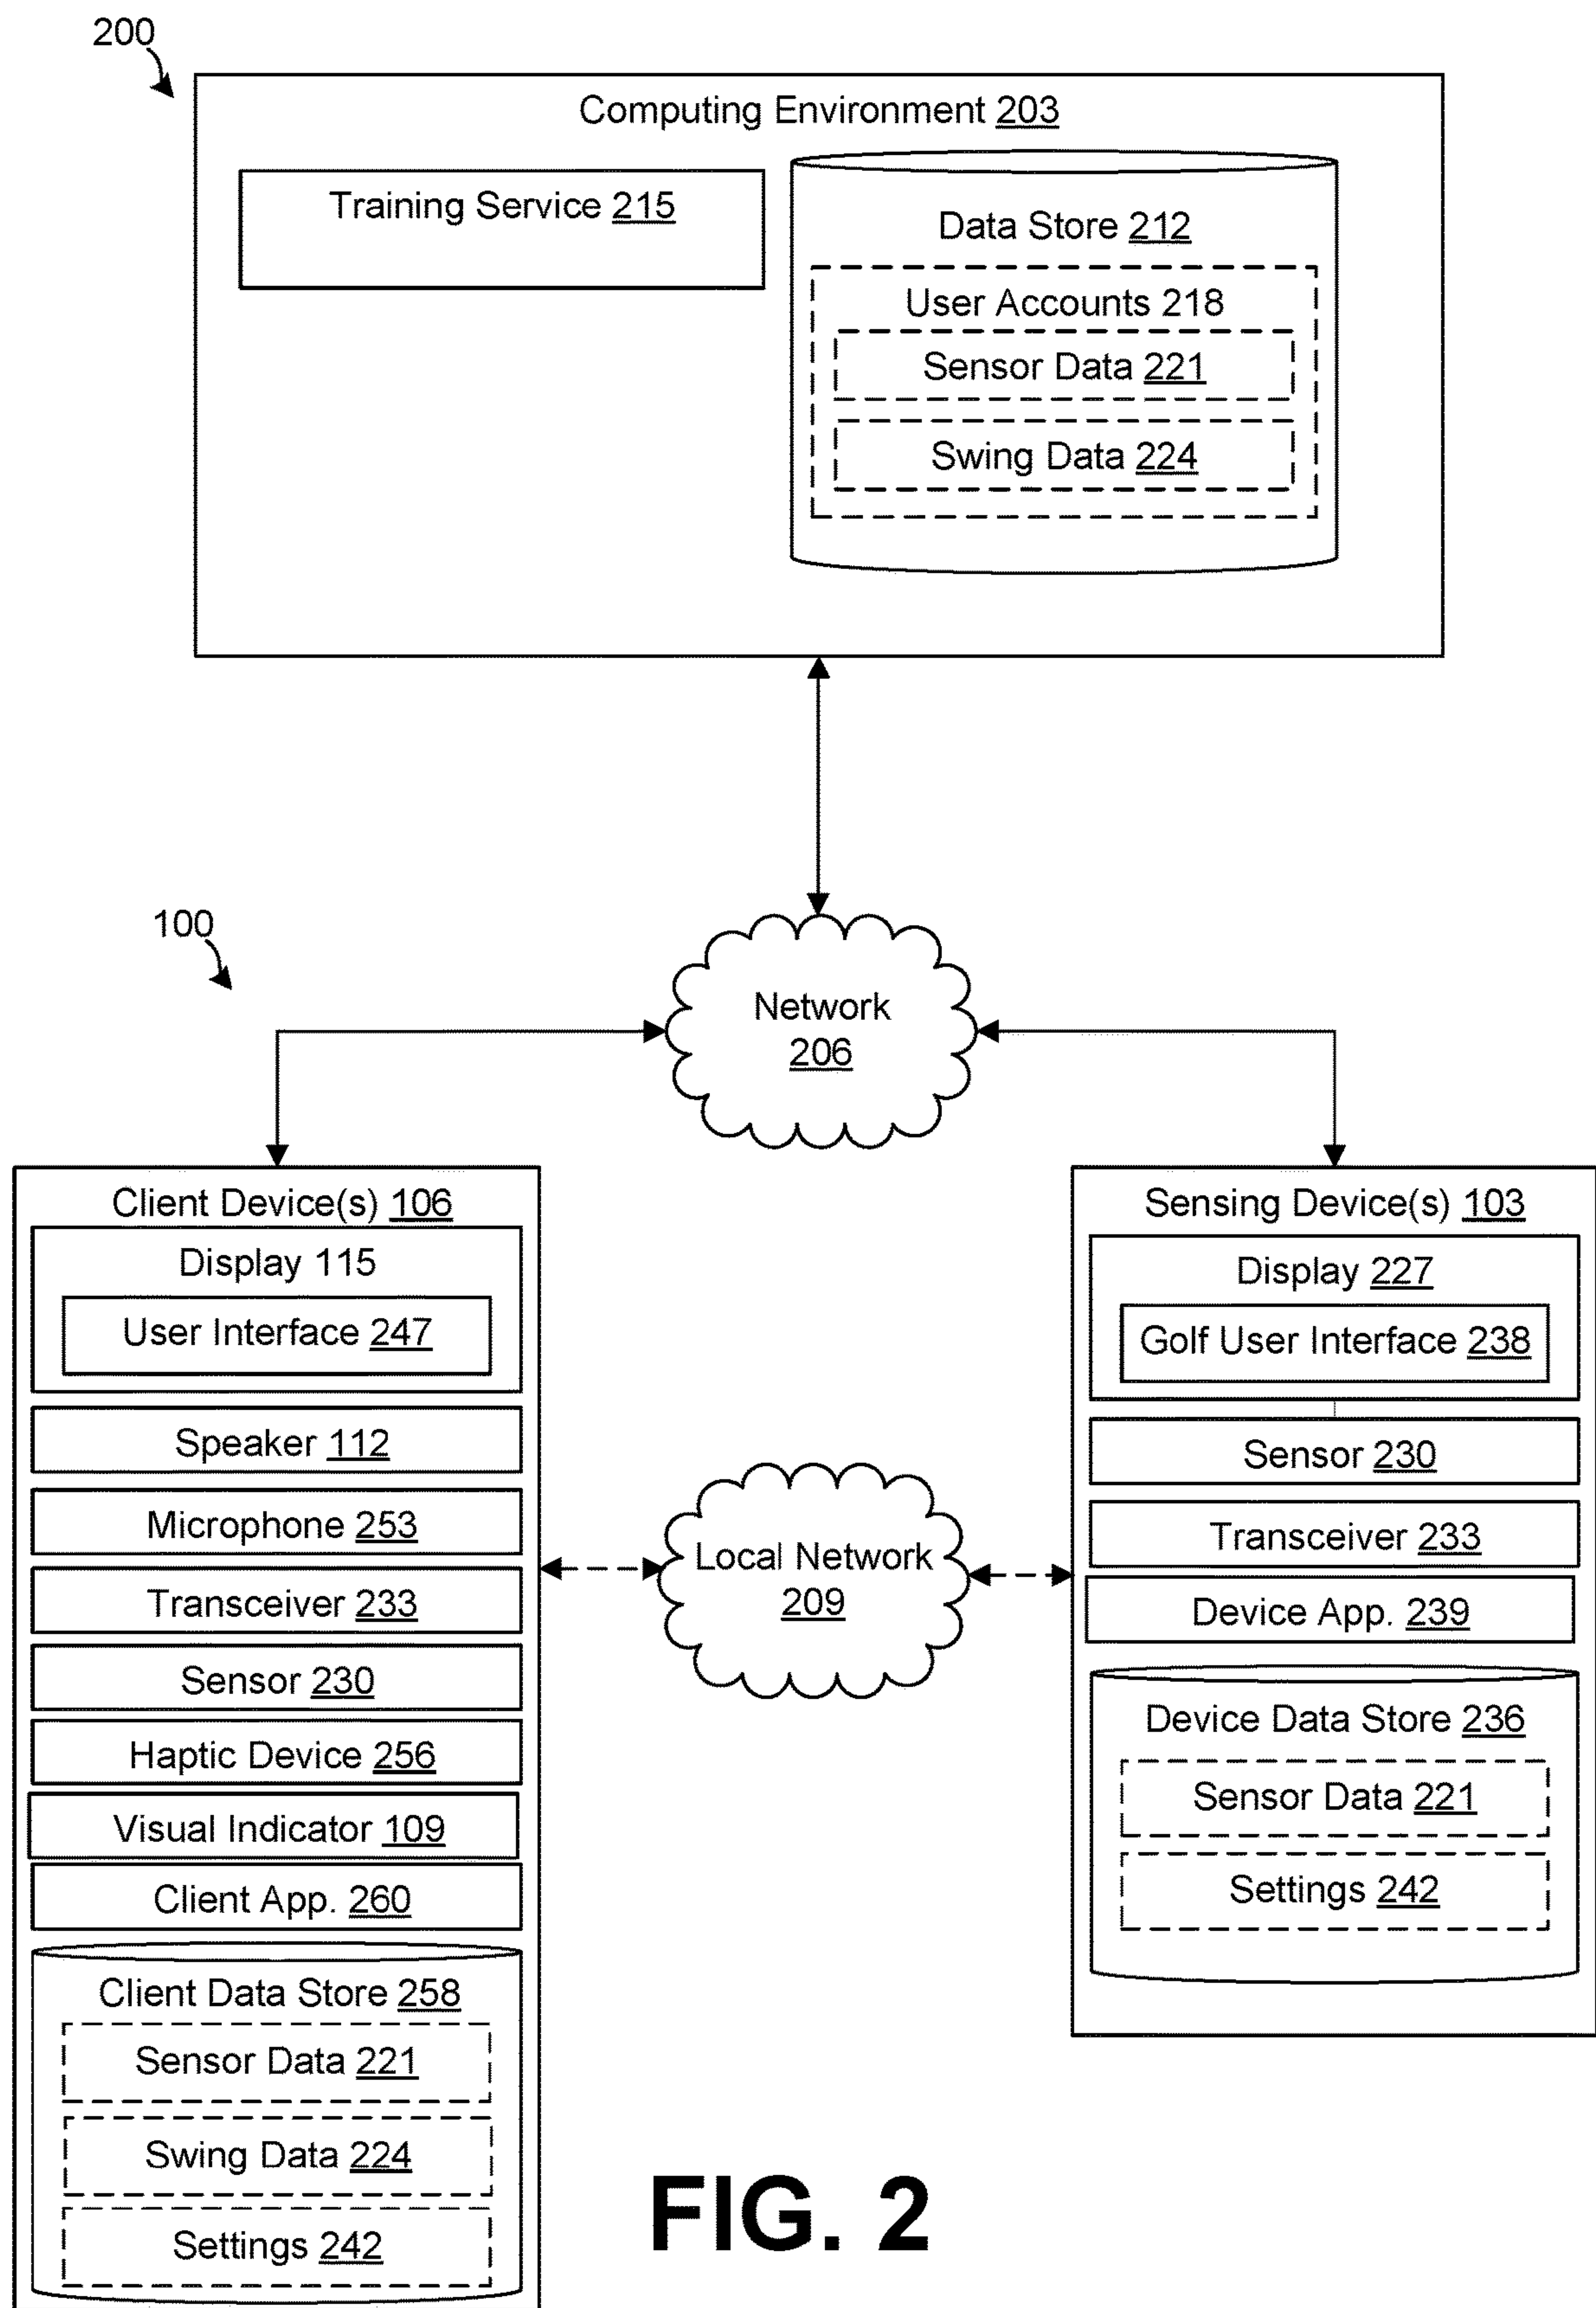 200
Computing Environment 203
Training Service 215
Data Store 212
User Accounts 218
Sensor Data 221
Swing Data 224
100
Network
206
Client Device(s) 106
Display 115
User Interface 247
Speaker 112
Microphone 253
Transceiver 233
Sensor 230
Haptic Device 256
Visual Indicator 109
Client App. 260
Client Data Store 258
Sensor Data 221
Swing Data 224
Settings 242
Local Network
209
Sensing Device(s) 103
Display 227
Golf User Interface 238
Sensor 230
Transceiver 233
Device App. 239
Device Data Store 236
Sensor Data 221
Settings 242
FIG. 2